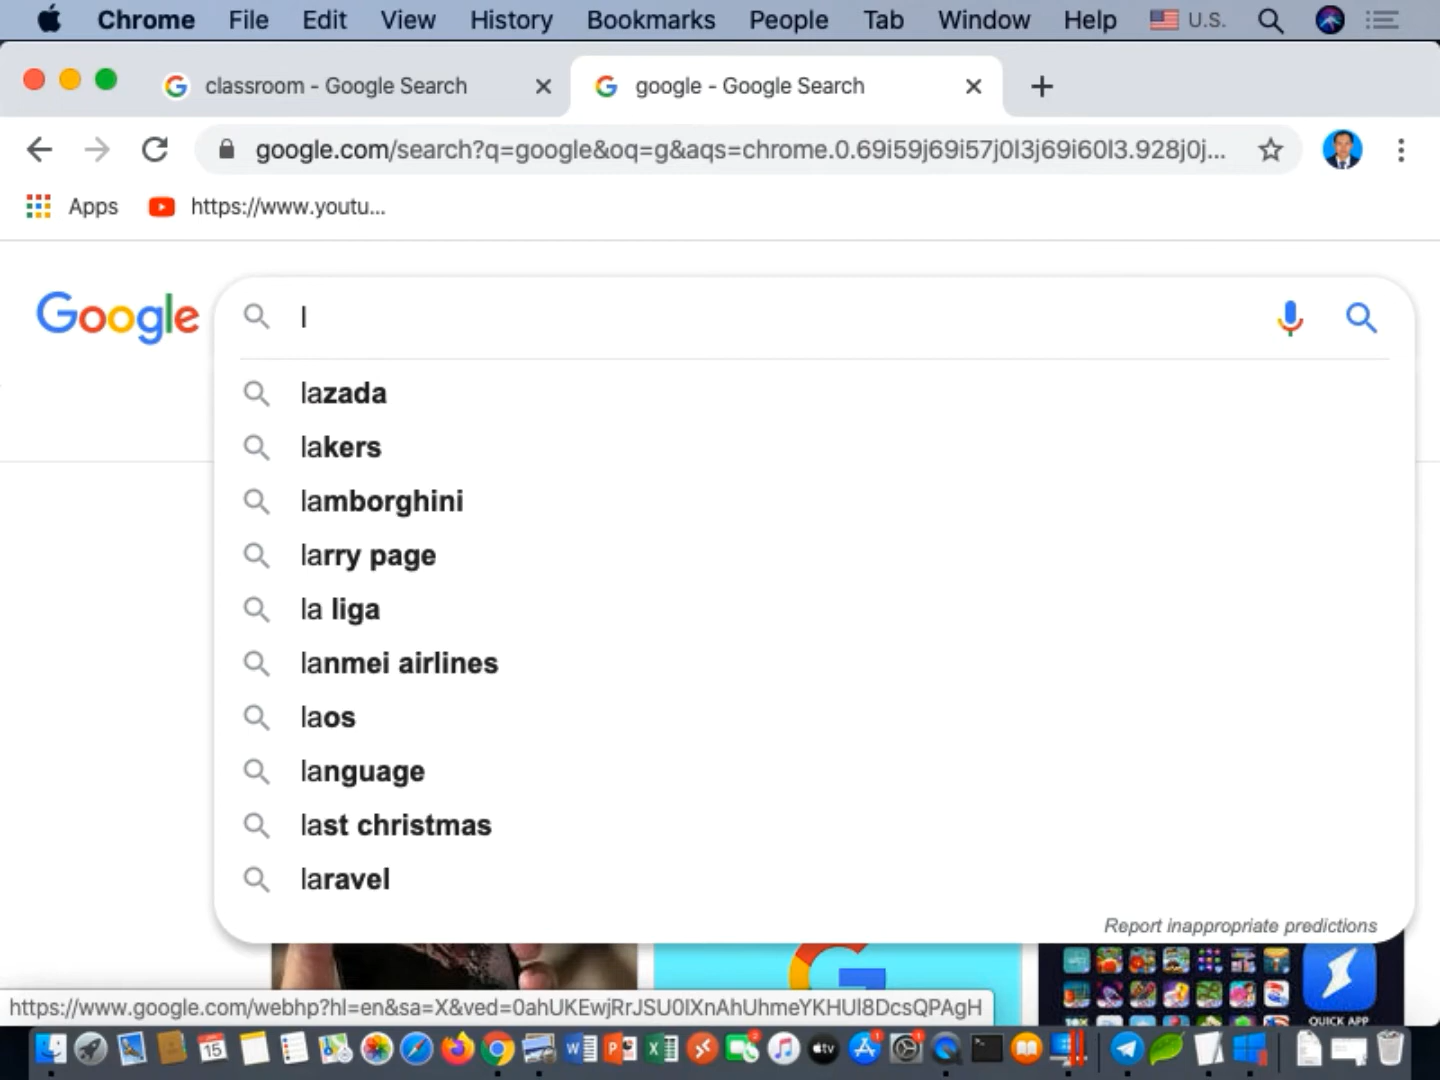 Chrome File Edit View History Bookmarks People Tab Window Help U.S.
classroom - Google Search google - Google Search
google.com/search?q=google&oq=g&aqs=chrome.0.69i59j69i57j0l3j69i60l3.928j0j...
Apps https://www.youtu...
Google l
lazada
lakers
lamborghini
larry page
la liga
lanmei airlines
laos
language
last christmas
laravel
Report inappropriate predictions
https://www.google.com/webhp?hl=en&sa=X&ved=0ahUKEwjRrJSU0IXnAhUhmeYKHUl8DcsQPAgH
QUICK APP
15
tv